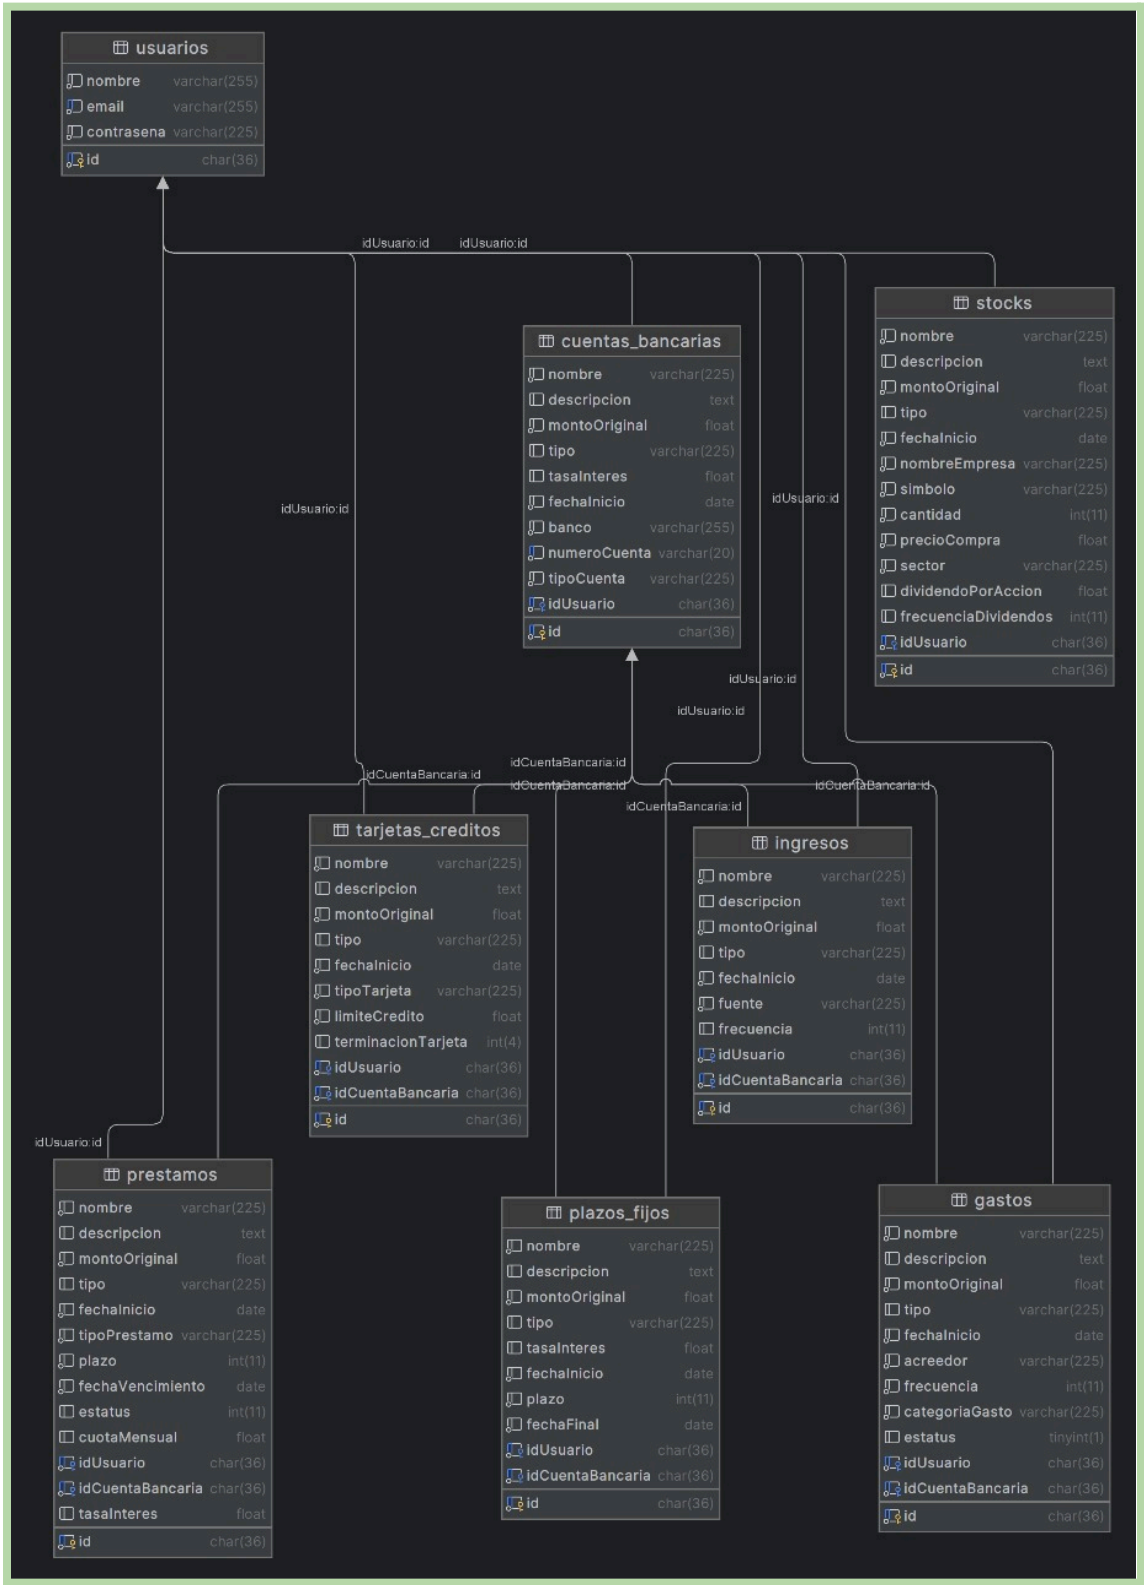 usuarios
nombre varchar(255)
email varchar(255)
contrasena varchar(225)
id char(36)
idUsuario:id idUsuario:id
stocks
nombre varchar(225)
descripcion text
montoOriginal float
tipo varchar(225)
fechaInicio date
nombreEmpresa varchar(225)
simbolo varchar(225)
cantidad int(11)
precioCompra float
sector varchar(225)
dividendoPorAccion float
frecuenciaDividendos int(11)
idUsuario char(36)
id char(36)
cuentas_bancarias
nombre varchar(225)
descripcion text
montoOriginal float
tipo varchar(225)
tasaInteres float
fechaInicio date
banco varchar(255)
numeroCuenta varchar(20)
tipoCuenta varchar(225)
idUsuario char(36)
id char(36)
idUsuario:id
idUsuario:id
idUsuario:id
idUsuario:id
idCuentaBancaria:id
idCuentaBancaria:id
idCuentaBancaria:id
idCuentaBancaria:id
idCuentaBancaria:id
tarjetas_creditos
nombre varchar(225)
descripcion text
montoOriginal float
tipo varchar(225)
fechaInicio date
tipoTarjeta varchar(225)
limiteCredito float
terminacionTarjeta int(4)
idUsuario char(36)
idCuentaBancaria char(36)
id char(36)
ingresos
nombre varchar(225)
descripcion text
montoOriginal float
tipo varchar(225)
fechaInicio date
fuente varchar(225)
frecuencia int(11)
idUsuario char(36)
idCuentaBancaria char(36)
id char(36)
idUsuario:id
prestamos
nombre varchar(225)
descripcion text
montoOriginal float
tipo varchar(225)
fechaInicio date
tipoPrestamo varchar(225)
plazo int(11)
fechaVencimiento date
estatus int(11)
cuotaMensual float
idUsuario char(36)
idCuentaBancaria char(36)
tasaInteres float
id char(36)
plazos_fijos
nombre varchar(225)
descripcion text
montoOriginal float
tipo varchar(225)
tasaInteres float
fechaInicio date
plazo int(11)
fechaFinal date
idUsuario char(36)
idCuentaBancaria char(36)
id char(36)
gastos
nombre varchar(225)
descripcion text
montoOriginal float
tipo varchar(225)
fechaInicio date
acreedor varchar(225)
frecuencia int(11)
categoriaGasto varchar(225)
estatus tinyint(1)
idUsuario char(36)
idCuentaBancaria char(36)
id char(36)